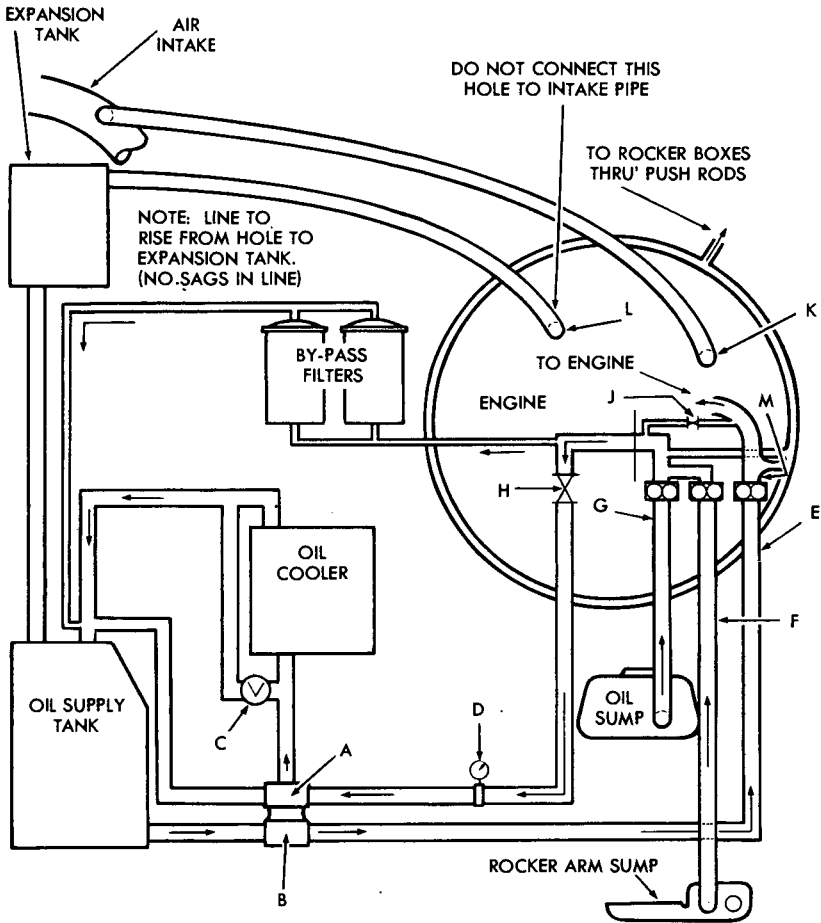 EXPANSION
TANK
AIR
INTAKE
DO NOT CONNECT THIS
HOLE TO INTAKE PIPE
TO ROCKER BOXES
THRU' PUSH RODS
NOTE: LINE TO
RISE FROM HOLE TO
EXPANSION TANK.
(NO SAGS IN LINE)
L
K
BY-PASS
FILTERS
TO ENGINE
ENGINE
J
M
H
G
E
OIL
COOLER
F
OIL SUPPLY
TANK
OIL
SUMP
C
D
A
B
ROCKER ARM SUMP